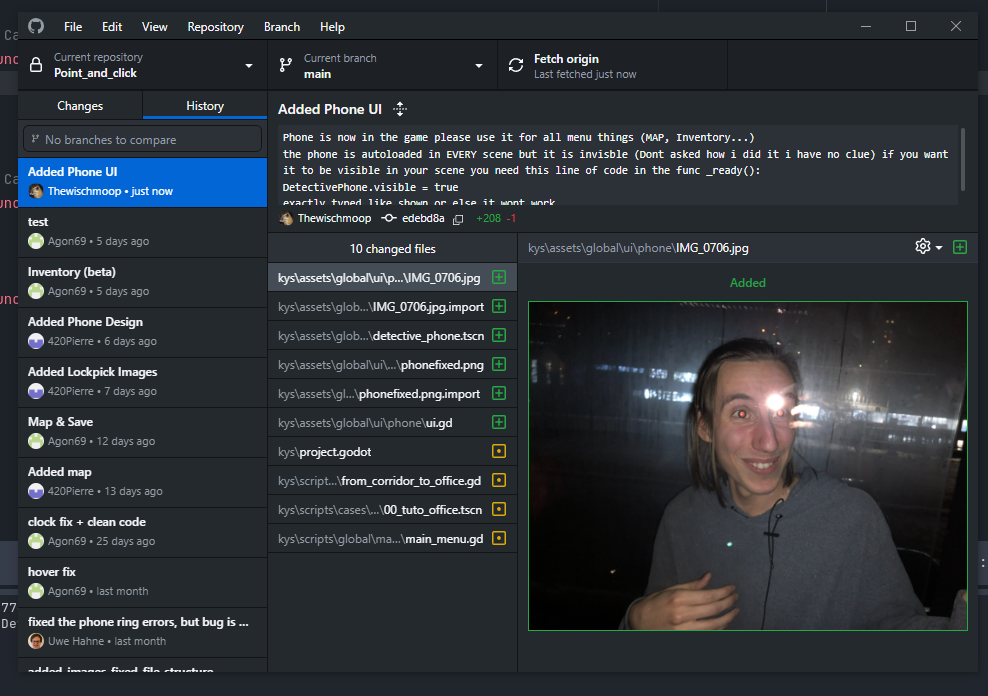 File Edit View Repository Branch Help
Current repository
Point_and_click
Current branch
main
Fetch origin
Last fetched just now
Changes
History
No branches to compare
Added Phone UI
Thewischmoop • just now
test
Agon69 • 5 days ago
Inventory (beta)
Agon69 • 5 days ago
Added Phone Design
420Pierre • 6 days ago
Added Lockpick Images
420Pierre • 7 days ago
Map & Save
Agon69 • 12 days ago
Added map
420Pierre • 13 days ago
clock fix + clean code
Agon69 • 25 days ago
hover fix
Agon69 • last month
fixed the phone ring errors, but bug is ...
Uwe Hahne • last month
added images fixed file structure
Added Phone UI
Phone is now in the game please use it for all menu things (MAP, Inventory...)
the phone is autoloaded in EVERY scene but it is invisble (Dont asked how i did it i have no clue) if you want
it to be visible in your scene you need this line of code in the func _ready():
DetectivePhone.visible = true
exactly typed like shown or else it wont work
Thewischmoop edebd8a +208 -1
10 changed files
kys\assets\global\ui\p...\IMG_0706.jpg
kys\assets\glob...\IMG_0706.jpg.import
kys\assets\glob...\detective_phone.tscn
kys\assets\global\ui\...\phonefixed.png
kys\assets\gl...\phonefixed.png.import
kys\assets\global\ui\phone\ui.gd
kys\project.godot
kys\script...\from_corridor_to_office.gd
kys\scripts\cases\...\00_tuto_office.tscn
kys\scripts\global\ma...\main_menu.gd
kys\assets\global\ui\phone\IMG_0706.jpg
Added
Ca
unc
Ca
unc
unc
77
De